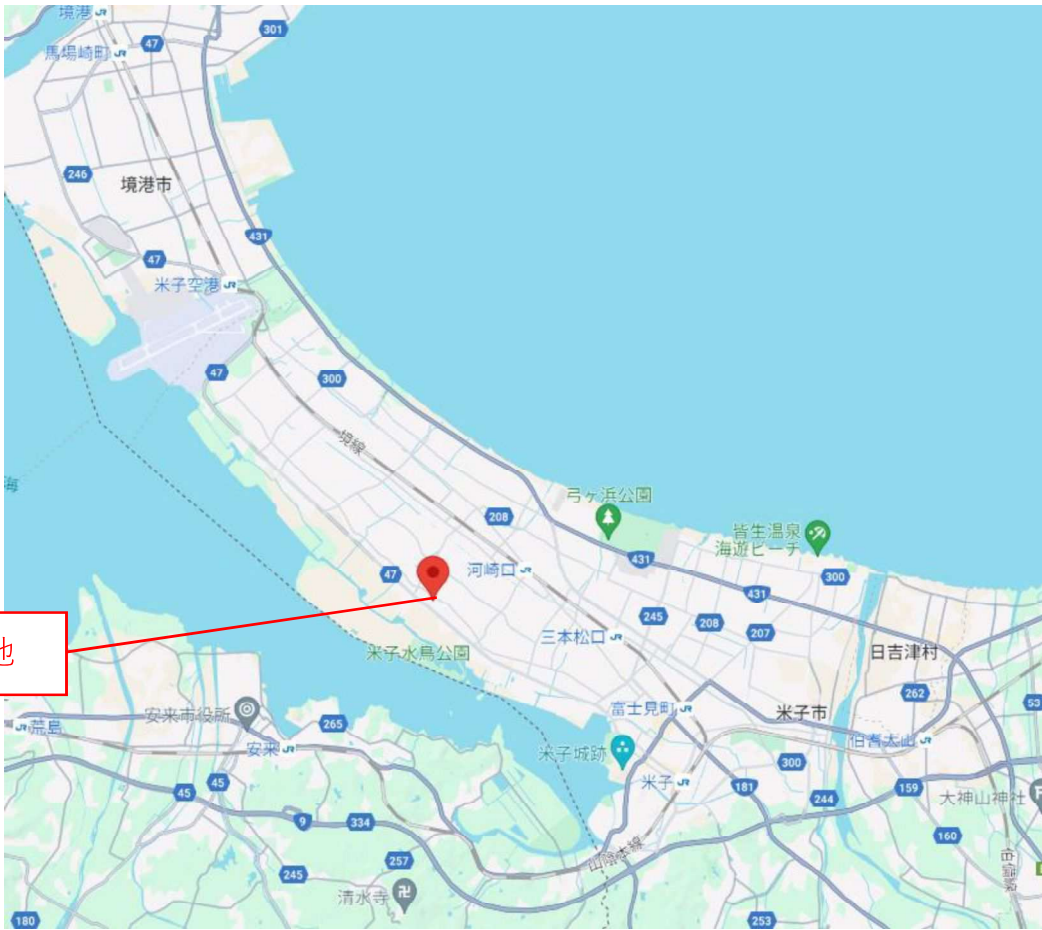 境港
301
47
馬場崎町
246
境港市
431
47
米子空港
47
300
境線
弓ヶ浜公園
208
皆生温泉
海遊ビーチ
河崎口
47
431
300
431
245
208
207
三本松口
地
米子水鳥公園
日吉津村
262
53
安来市役所
265
富士見町
米子市
荒島
安来
米子城跡
伯耆大山
300
米子
45
45
181
159
244
大神山神社
9
334
160
山陰本線
257
245
清水寺
180
253